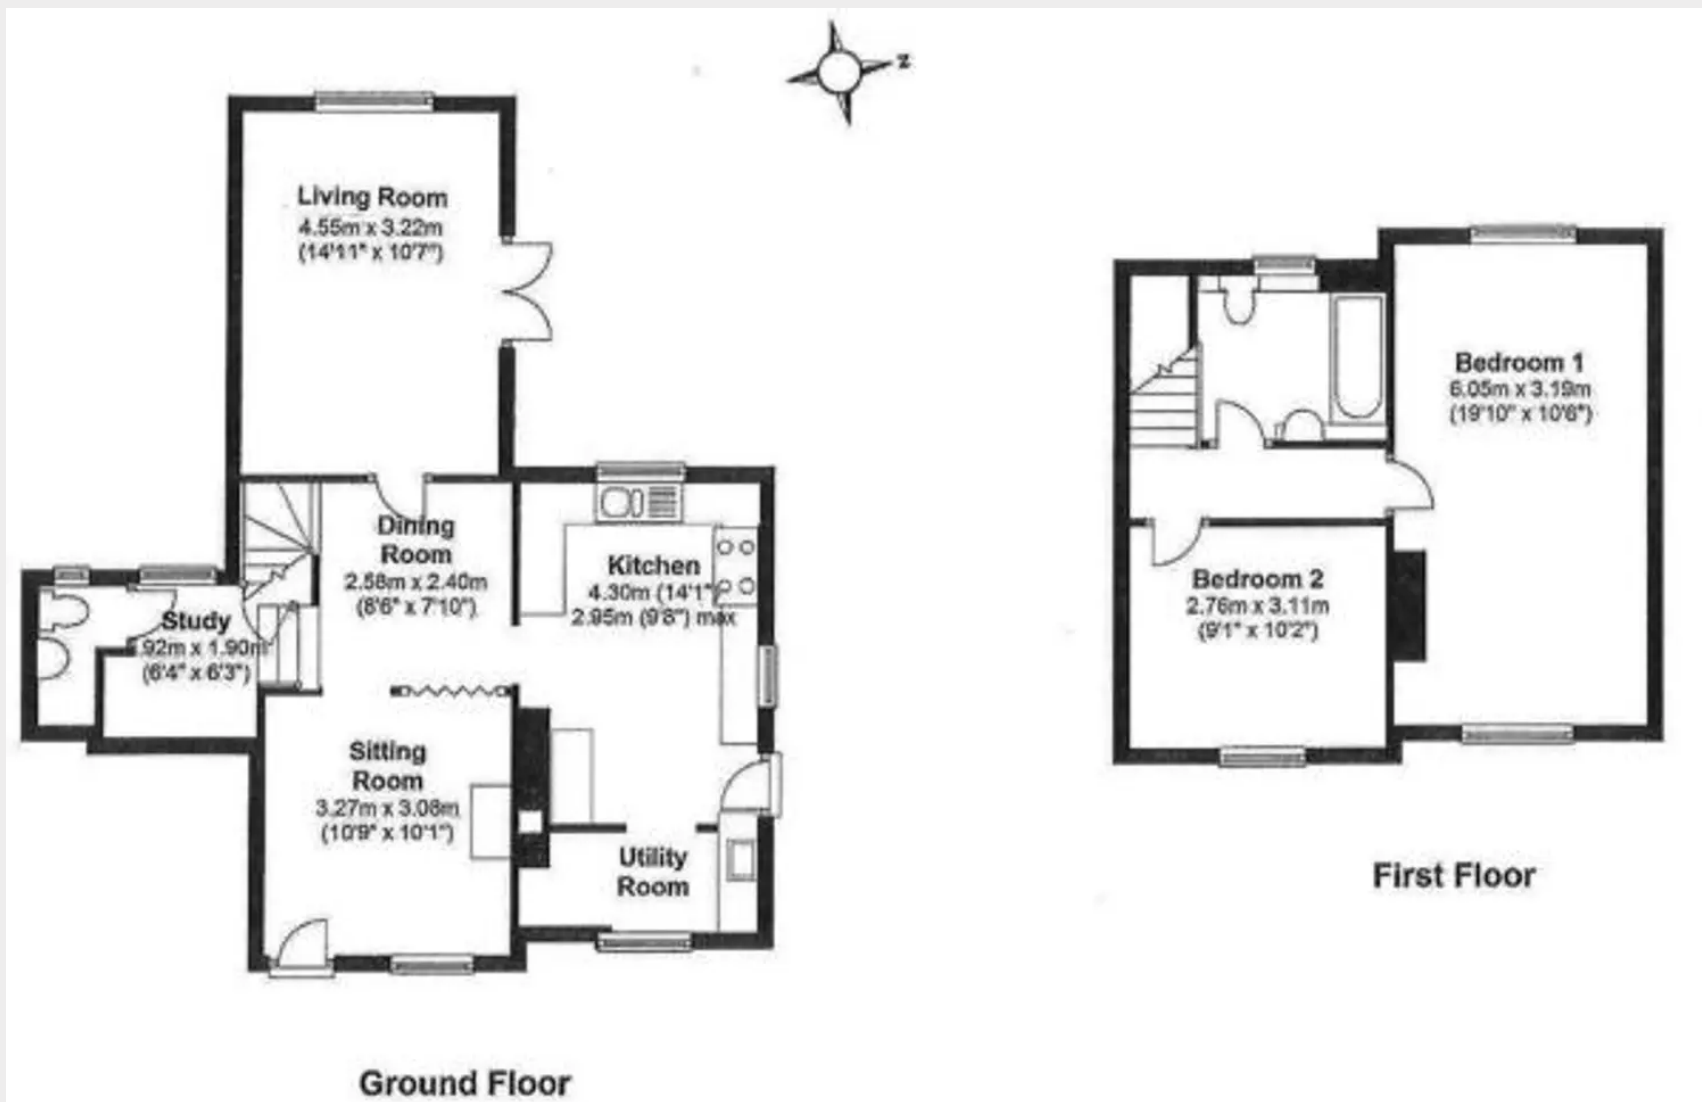 N
Living Room
4.55m x 3.22m
(14'11" x 10'7")
Dining
Room
2.58m x 2.40m
(8'6" x 7'10")
Kitchen
4.30m (14'1")
2.95m (9'8") max
Study
.92m x 1.90m
(6'4" x 6'3")
Sitting
Room
3.27m x 3.08m
(10'9" x 10'1")
Utility
Room
Ground Floor
Bedroom 1
6.05m x 3.19m
(19'10" x 10'6")
Bedroom 2
2.76m x 3.11m
(9'1" x 10'2")
First Floor